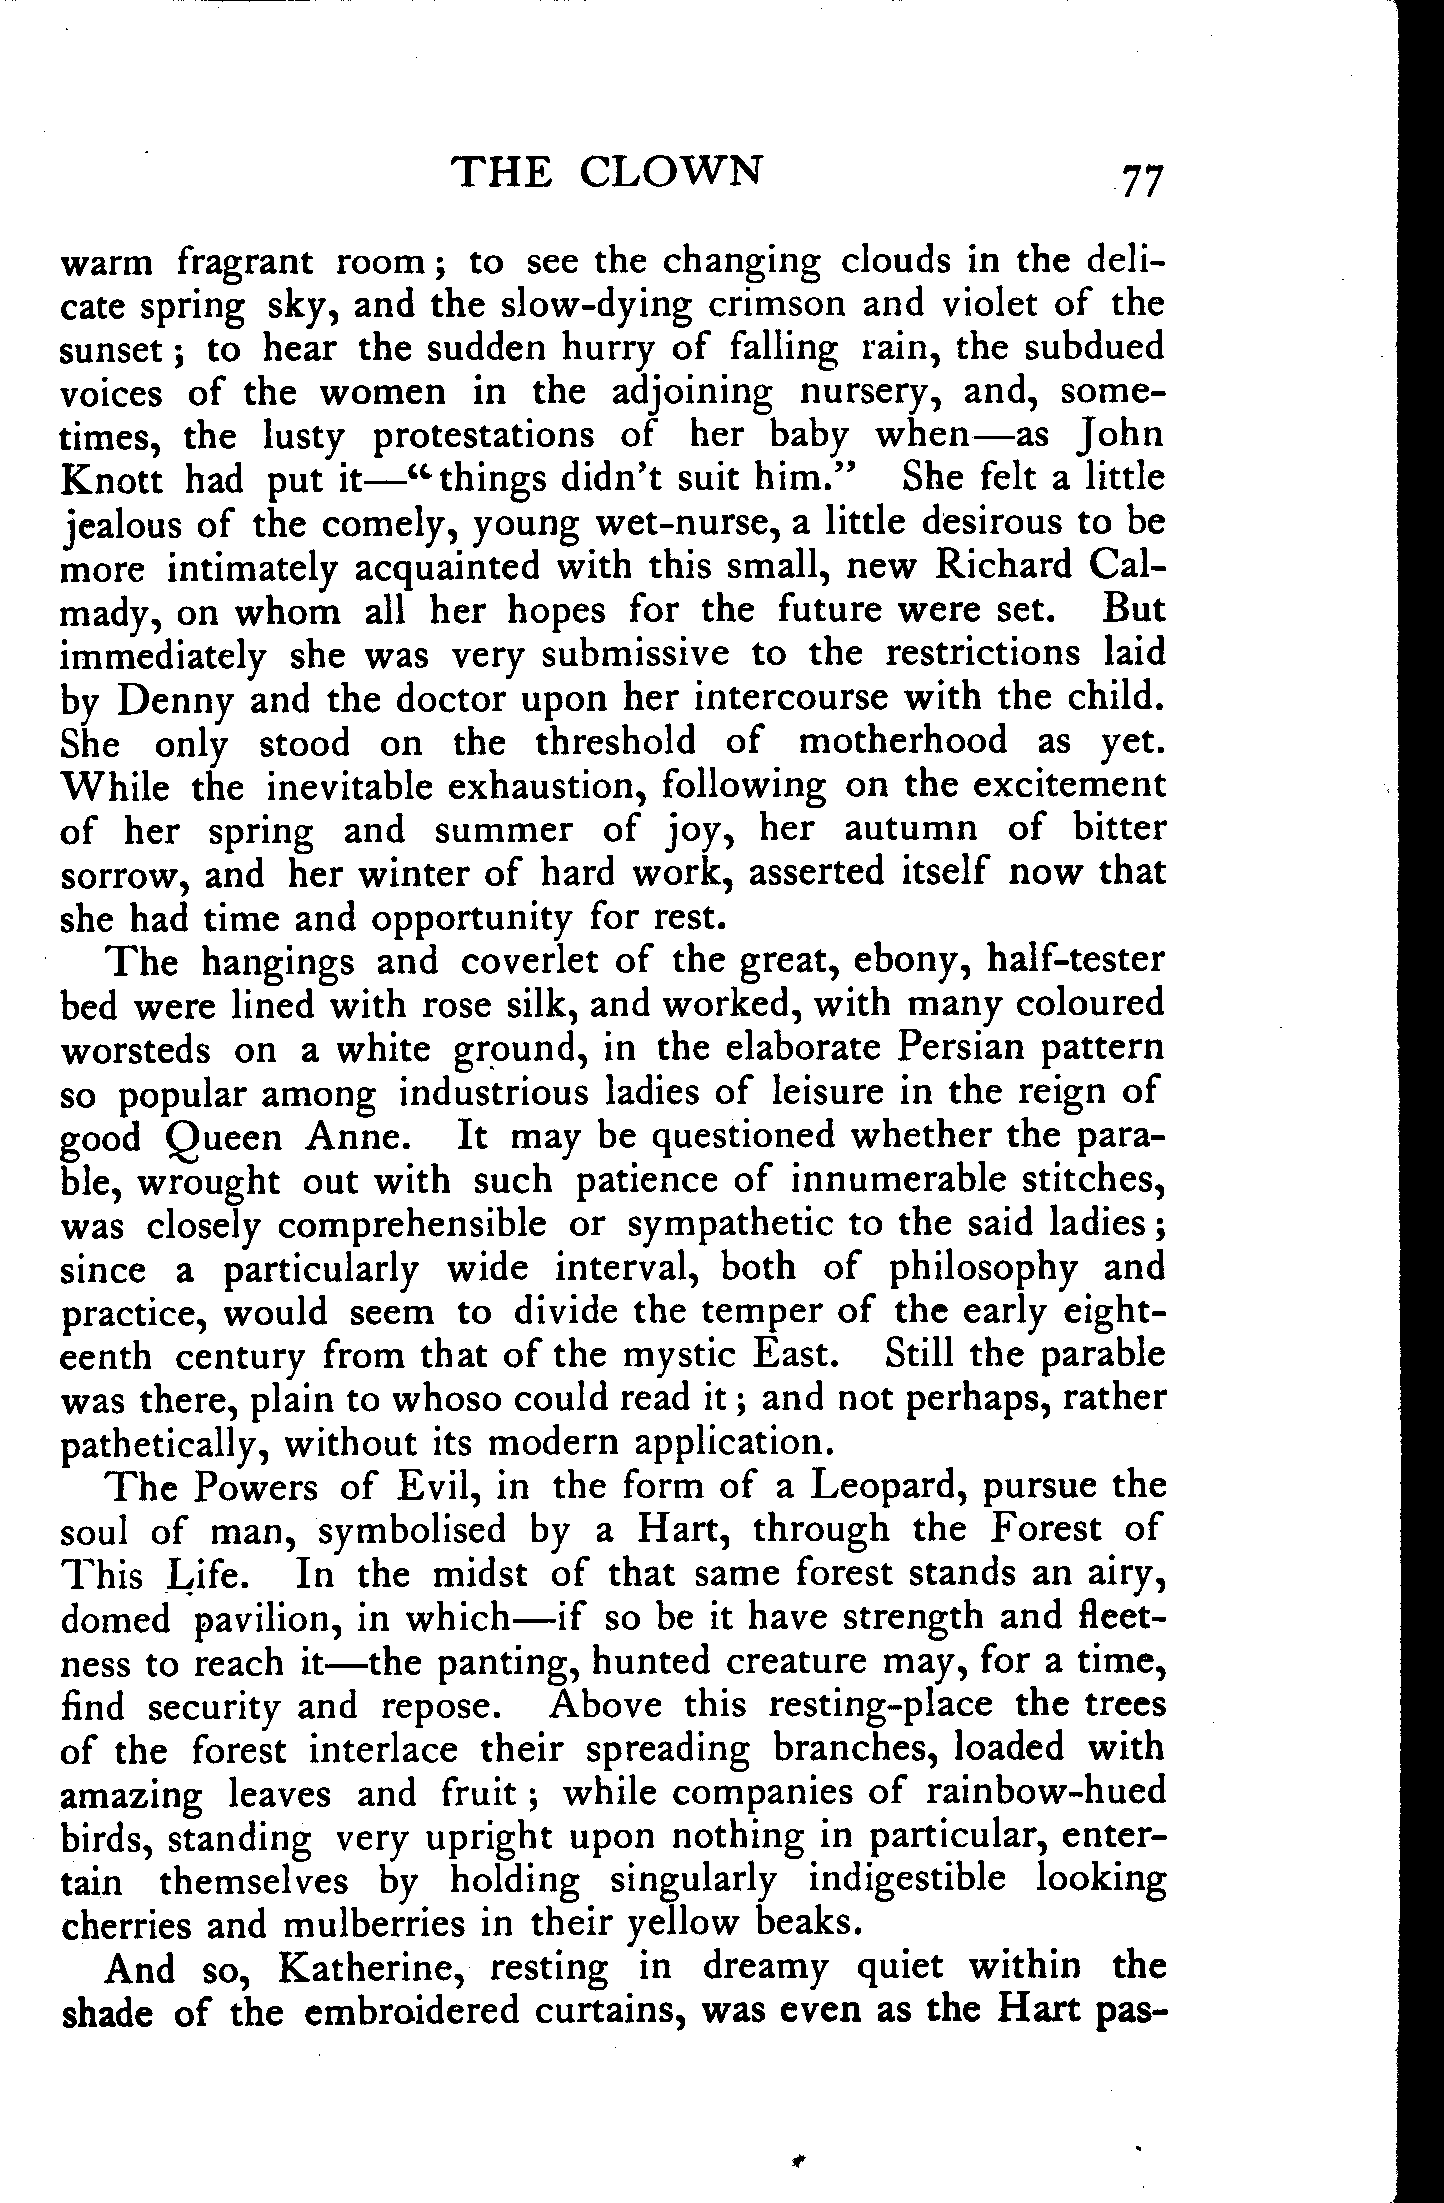 THE CLOWN 77
warm fragrant room; to see the changing clouds in the deli-
cate spring sky, and the slow-dying crimson and violet of the
sunset; to hear the sudden hurry of falling rain, the subdued
voices of the women in the adjoining nursery, and, some-
times, the lusty protestations of her baby when—as John
Knott had put it—“things didn't suit him.” She felt a little
jealous of the comely, young wet-nurse, a little desirous to be
more intimately acquainted with this small, new Richard Cal-
mady, on whom all her hopes for the future were set. But
immediately she was very submissive to the restrictions laid
by Denny and the doctor upon her intercourse with the child.
She only stood on the threshold of motherhood as yet.
While the inevitable exhaustion, following on the excitement
of her spring and summer of joy, her autumn of bitter
sorrow, and her winter of hard work, asserted itself now that
she had time and opportunity for rest.
The hangings and coverlet of the great, ebony, half-tester
bed were lined with rose silk, and worked, with many coloured
worsteds on a white ground, in the elaborate Persian pattern
so popular among industrious ladies of leisure in the reign of
good Queen Anne. It may be questioned whether the para-
ble, wrought out with such patience of innumerable stitches,
was closely comprehensible or sympathetic to the said ladies;
since a particularly wide interval, both of philosophy and
practice, would seem to divide the temper of the early eight-
eenth century from that of the mystic East. Still the parable
was there, plain to whoso could read it; and not perhaps, rather
pathetically, without its modern application.
The Powers of Evil, in the form of a Leopard, pursue the
soul of man, symbolised by a Hart, through the Forest of
This Life. In the midst of that same forest stands an airy,
domed pavilion, in which—if so be it have strength and fleet-
ness to reach it—the panting, hunted creature may, for a time,
find security and repose. Above this resting-place the trees
of the forest interlace their spreading branches, loaded with
amazing leaves and fruit; while companies of rainbow-hued
birds, standing very upright upon nothing in particular, enter-
tain themselves by holding singularly indigestible looking
cherries and mulberries in their yellow beaks.
And so, Katherine, resting in dreamy quiet within the
shade of the embroidered curtains, was even as the Hart pas-